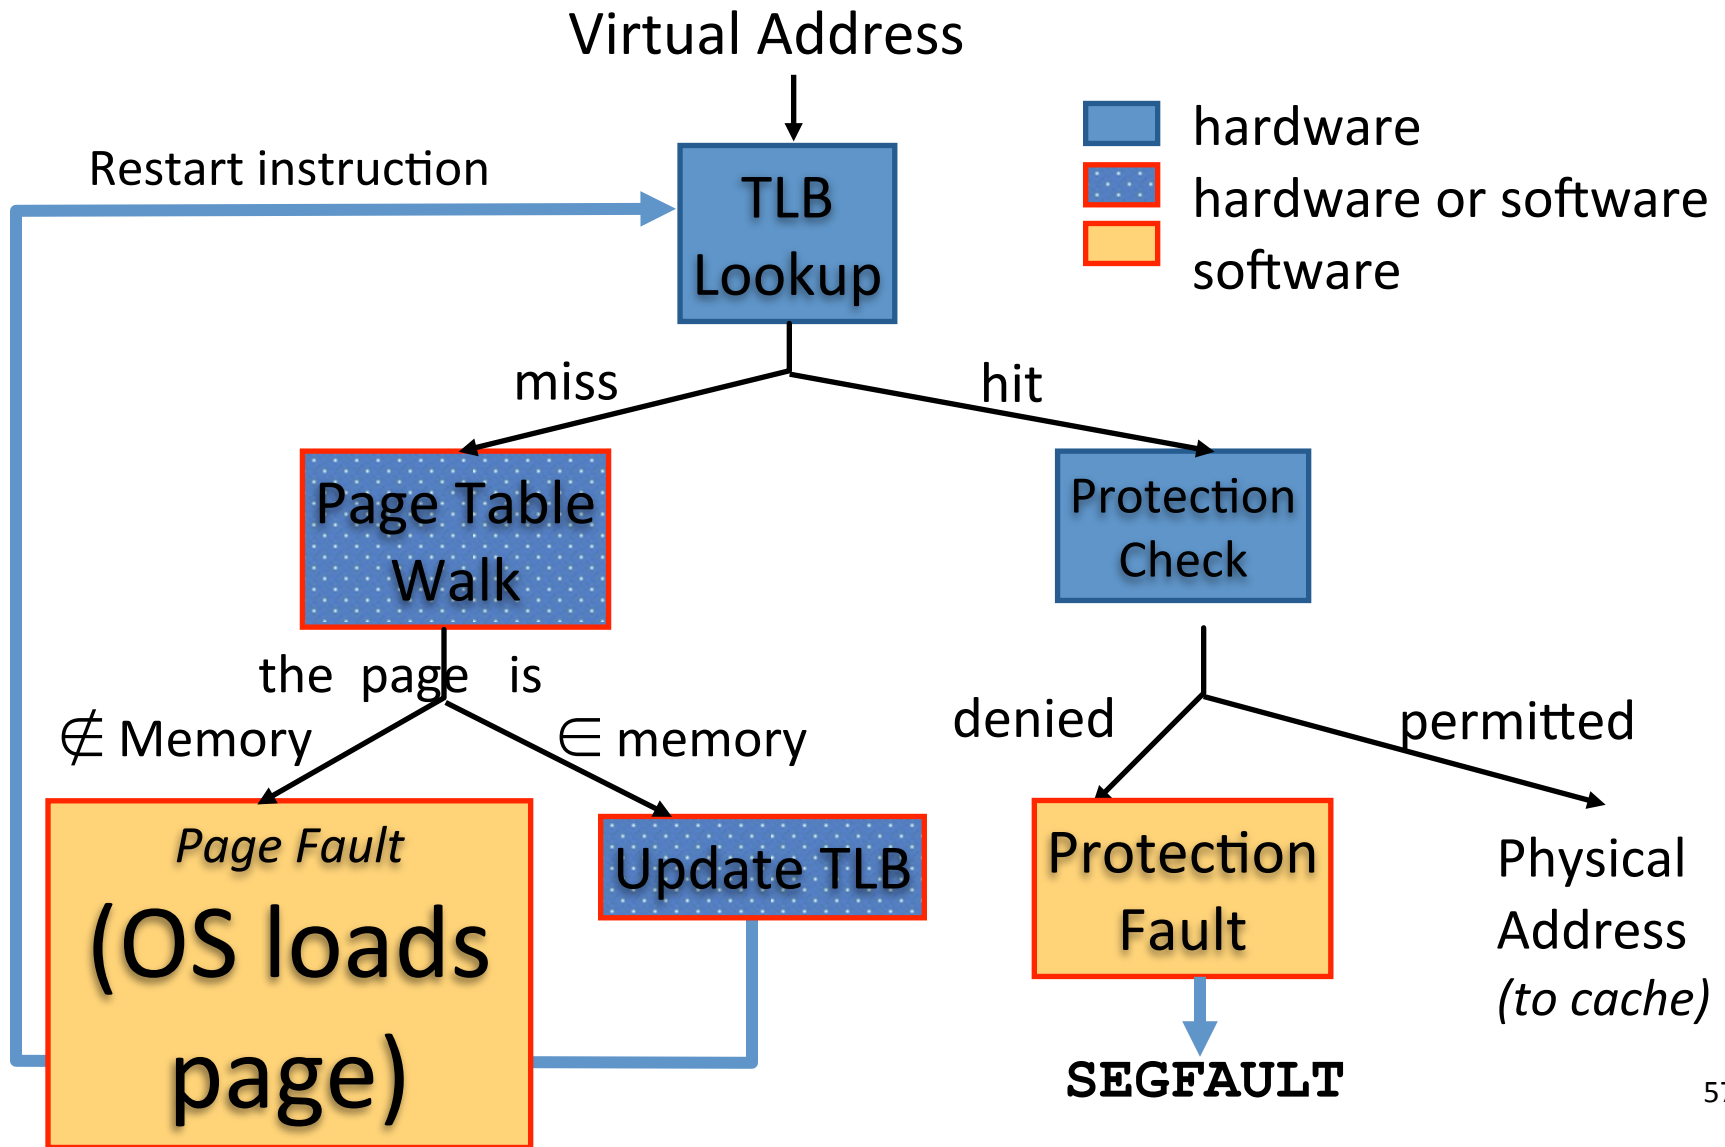 Virtual Address
Restart instruction
hardware
hardware or software
software
TLB
Lookup
miss
hit
Page Table
Walk
Protection
Check
the page is
∉ Memory
∈ memory
denied
permitted
Page Fault
(OS loads
page)
Update TLB
Protection
Fault
Physical
Address
(to cache)
SEGFAULT
57